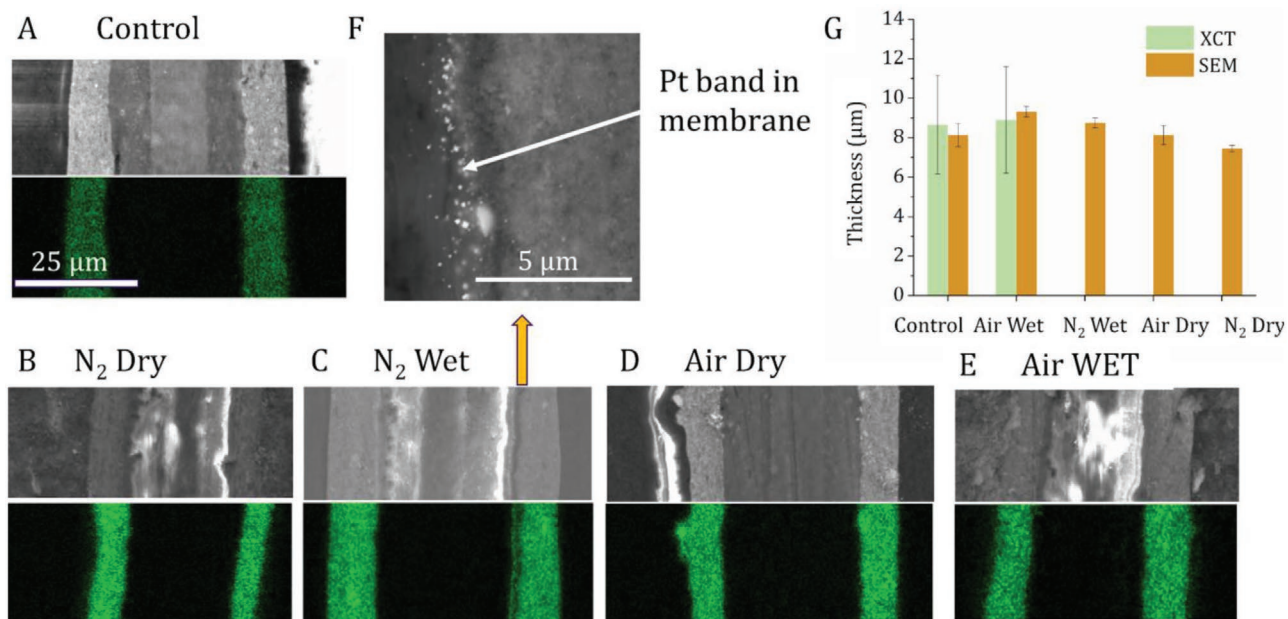 A Control
25 µm
F
Pt band in
membrane
5 µm
G
Thickness (µm)
14
12
10
8
6
4
2
0
XCT
SEM
Control Air Wet N₂ Wet Air Dry N₂ Dry
B N₂ Dry
C N₂ Wet
D Air Dry
E Air WET